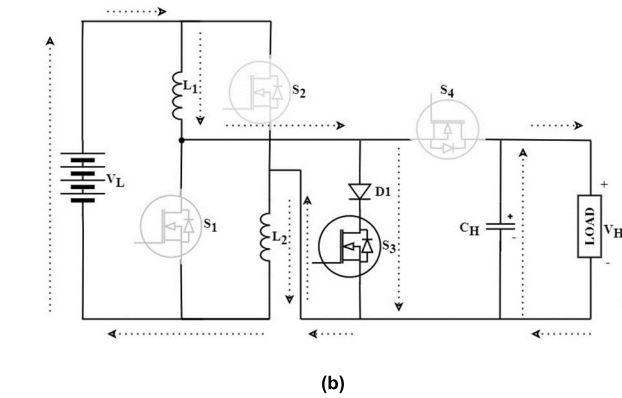 S4
L1
S2
VL
D1
S1
L2
S3
CH
+
-
LOAD
+
VH
-
(b)